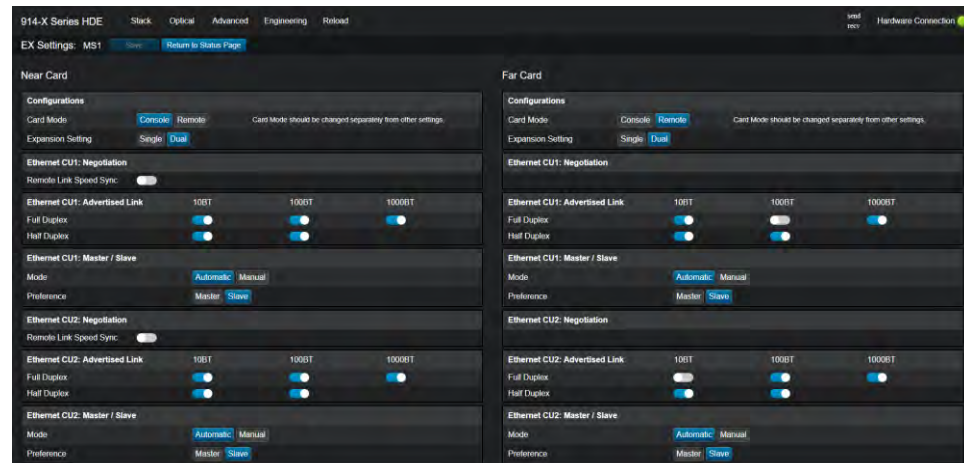 914-X Series HDE Stack Optical Advanced Engineering Reload send Hardware Connection
recv
EX Settings: MS1 Save Return to Status Page
Near Card
Configurations
Card Mode Console Remote Card Mode should be changed separately from other settings.
Expansion Setting Single Dual
Ethernet CU1: Negotiation
Remote Link Speed Sync
Ethernet CU1: Advertised Link 10BT 100BT 1000BT
Full Duplex
Half Duplex
Ethernet CU1: Master / Slave
Mode Automatic Manual
Preference Master Slave
Ethernet CU2: Negotiation
Remote Link Speed Sync
Ethernet CU2: Advertised Link 10BT 100BT 1000BT
Full Duplex
Half Duplex
Ethernet CU2: Master / Slave
Mode Automatic Manual
Preference Master Slave
Far Card
Configurations
Card Mode Console Remote Card Mode should be changed separately from other settings.
Expansion Setting Single Dual
Ethernet CU1: Negotiation
Ethernet CU1: Advertised Link 10BT 100BT 1000BT
Full Duplex
Half Duplex
Ethernet CU1: Master / Slave
Mode Automatic Manual
Preference Master Slave
Ethernet CU2: Negotiation
Ethernet CU2: Advertised Link 10BT 100BT 1000BT
Full Duplex
Half Duplex
Ethernet CU2: Master / Slave
Mode Automatic Manual
Preference Master Slave